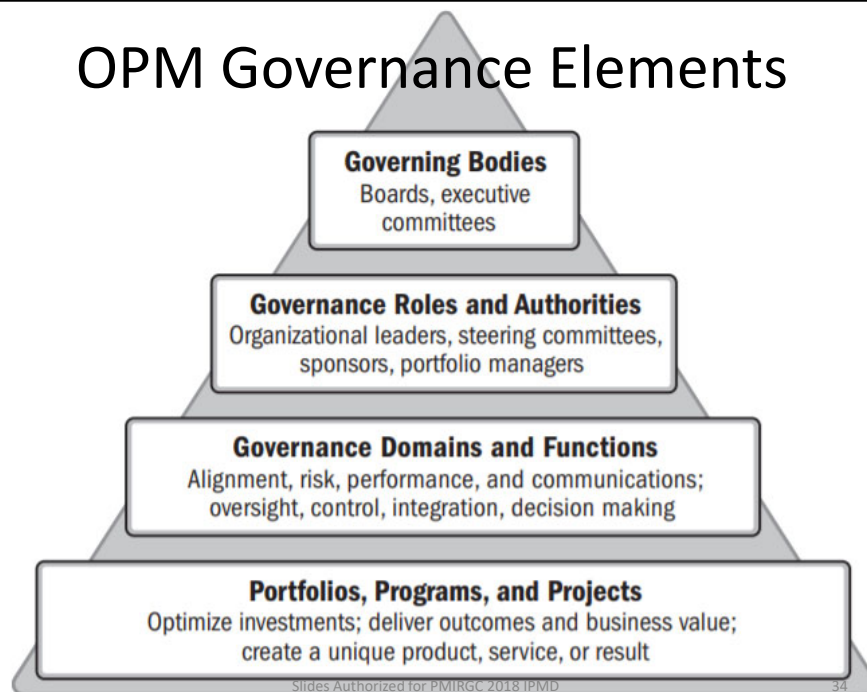 OPM Governance Elements
Governing Bodies
Boards, executive
committees
Governance Roles and Authorities
Organizational leaders, steering committees,
sponsors, portfolio managers
Governance Domains and Functions
Alignment, risk, performance, and communications;
oversight, control, integration, decision making
Portfolios, Programs, and Projects
Optimize investments; deliver outcomes and business value;
create a unique product, service, or result
Slides Authorized for PMIRGC 2018 IPMD
34